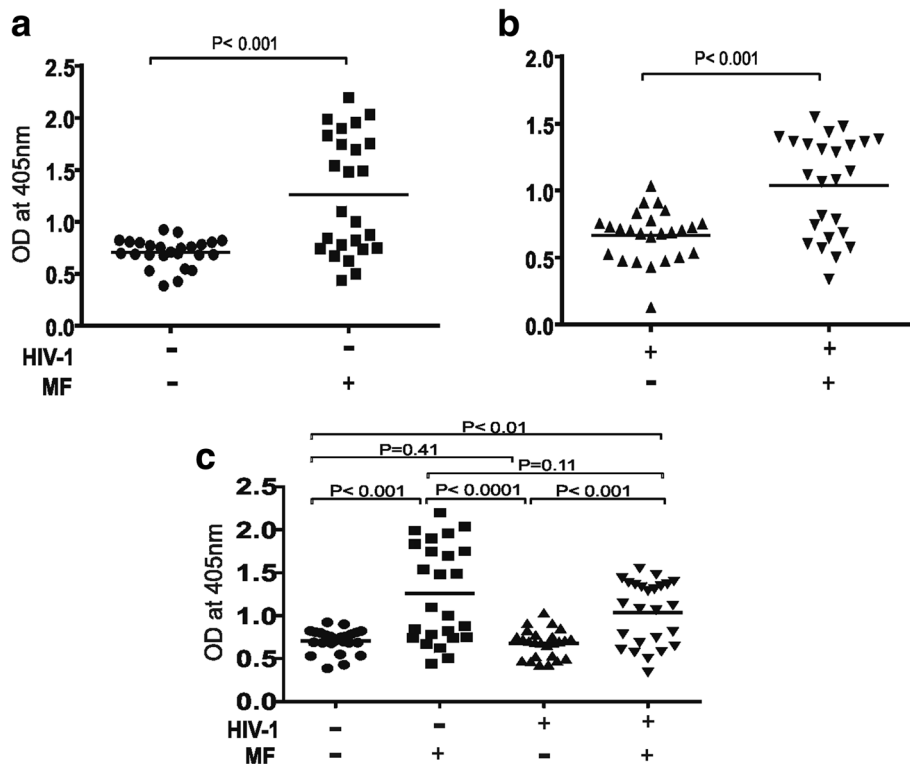 a
P< 0.001
OD at 405nm
2.5
2.0
1.5
1.0
0.5
0.0
HIV-1 - -
MF - +
b
P< 0.001
2.0
1.5
1.0
0.5
0.0
+ +
- +
c
P< 0.01
P=0.41
P=0.11
P< 0.001 P< 0.0001 P< 0.001
OD at 405nm
2.5
2.0
1.5
1.0
0.5
0.0
HIV-1 - - + +
MF - + - +